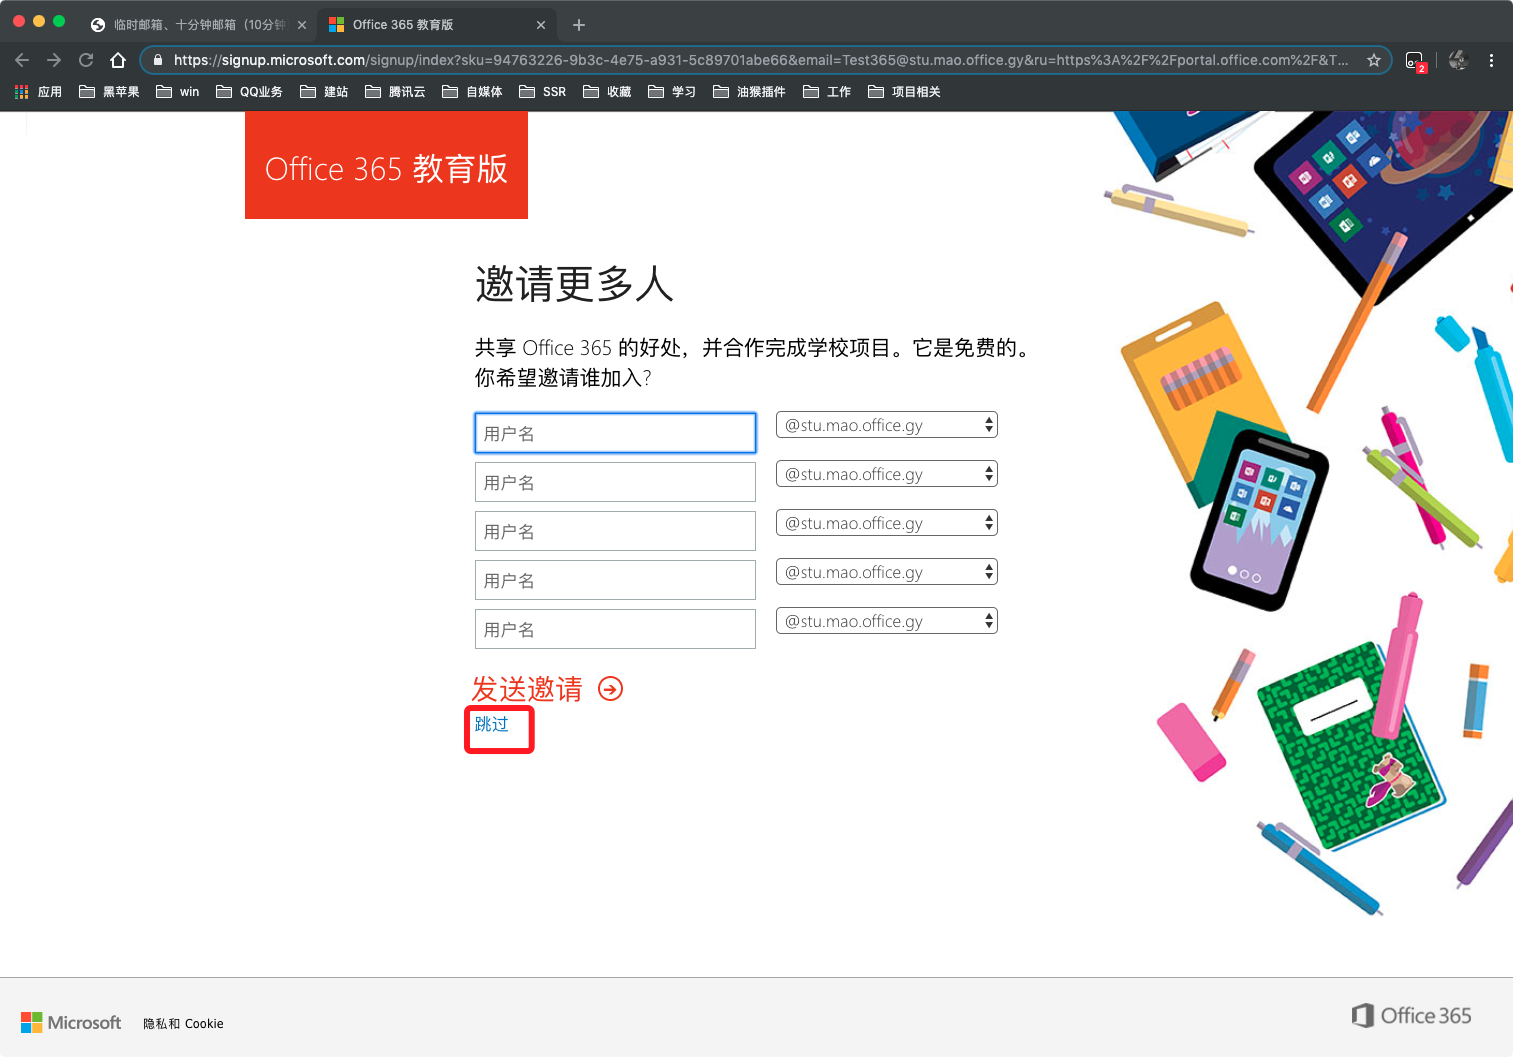 临时邮箱、十分钟邮箱（10分钟
Office 365 教育版
https://signup.microsoft.com/signup/index?sku=94763226-9b3c-4e75-a931-5c89701abe66&email=Test365@stu.mao.office.gy&ru=https%3A%2F%2Fportal.office.com%2F&T...
2
应用 黑苹果 win QQ业务 建站 腾讯云 自媒体 SSR 收藏 学习 油猴插件 工作 项目相关
Office 365 教育版
邀请更多人
共享 Office 365 的好处，并合作完成学校项目。它是免费的。
你希望邀请谁加入?
用户名 @stu.mao.office.gy
用户名 @stu.mao.office.gy
用户名 @stu.mao.office.gy
用户名 @stu.mao.office.gy
用户名 @stu.mao.office.gy
发送邀请
跳过
Microsoft 隐私和 Cookie
Office 365